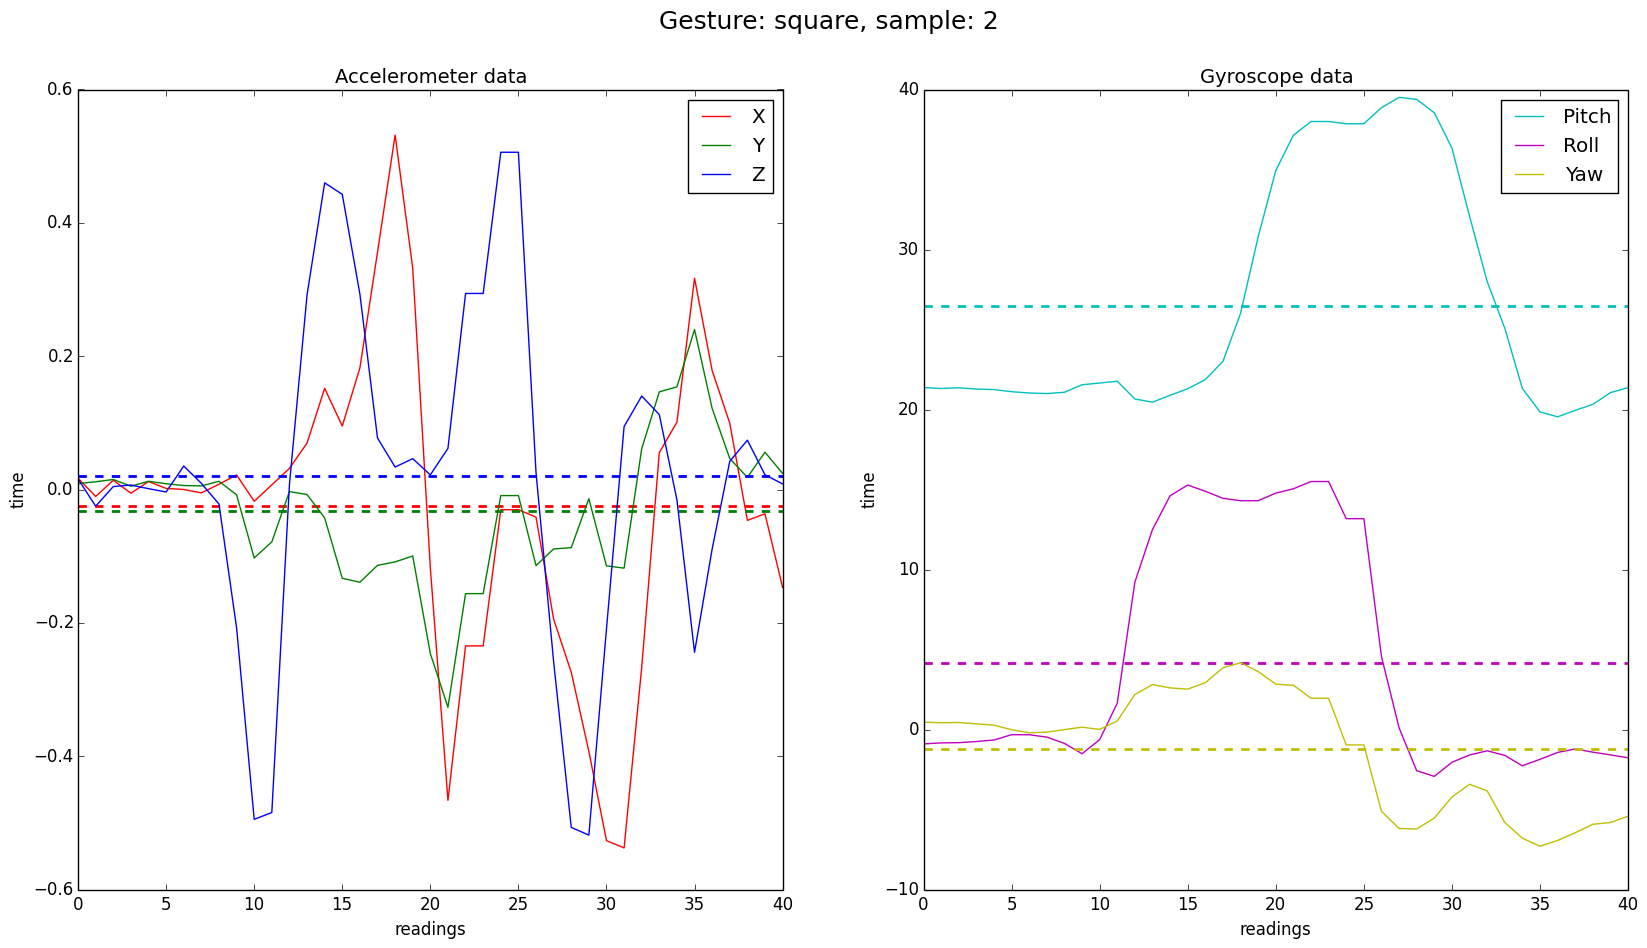 Gesture: square, sample: 2
Accelerometer data
0.6
0.4
0.2
0.0
−0.2
−0.4
−0.6
time
X
Y
Z
0 5 10 15 20 25 30 35 40
readings
Gyroscope data
40
30
20
10
0
−10
time
Pitch
Roll
Yaw
0 5 10 15 20 25 30 35 40
readings